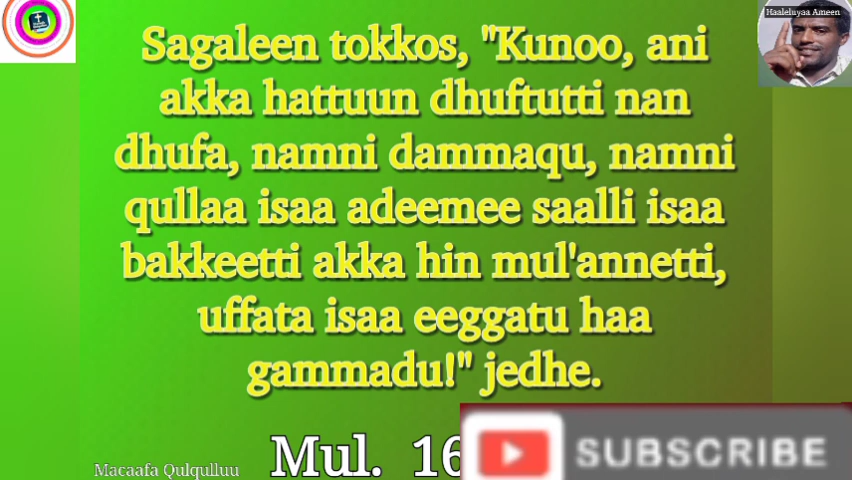 Haaleluyaa Ameen
Sagaleen tokkos, "Kunoo, ani
akka hattuun dhuftutti nan
dhufa, namni dammaqu, namni
qullaa isaa adeemee saalli isaa
bakkeetti akka hin mul'annetti,
uffata isaa eeggatu haa
gammadu!" jedhe.
Macaafa Qulqulluu
Mul. 16
SUBSCRIBE